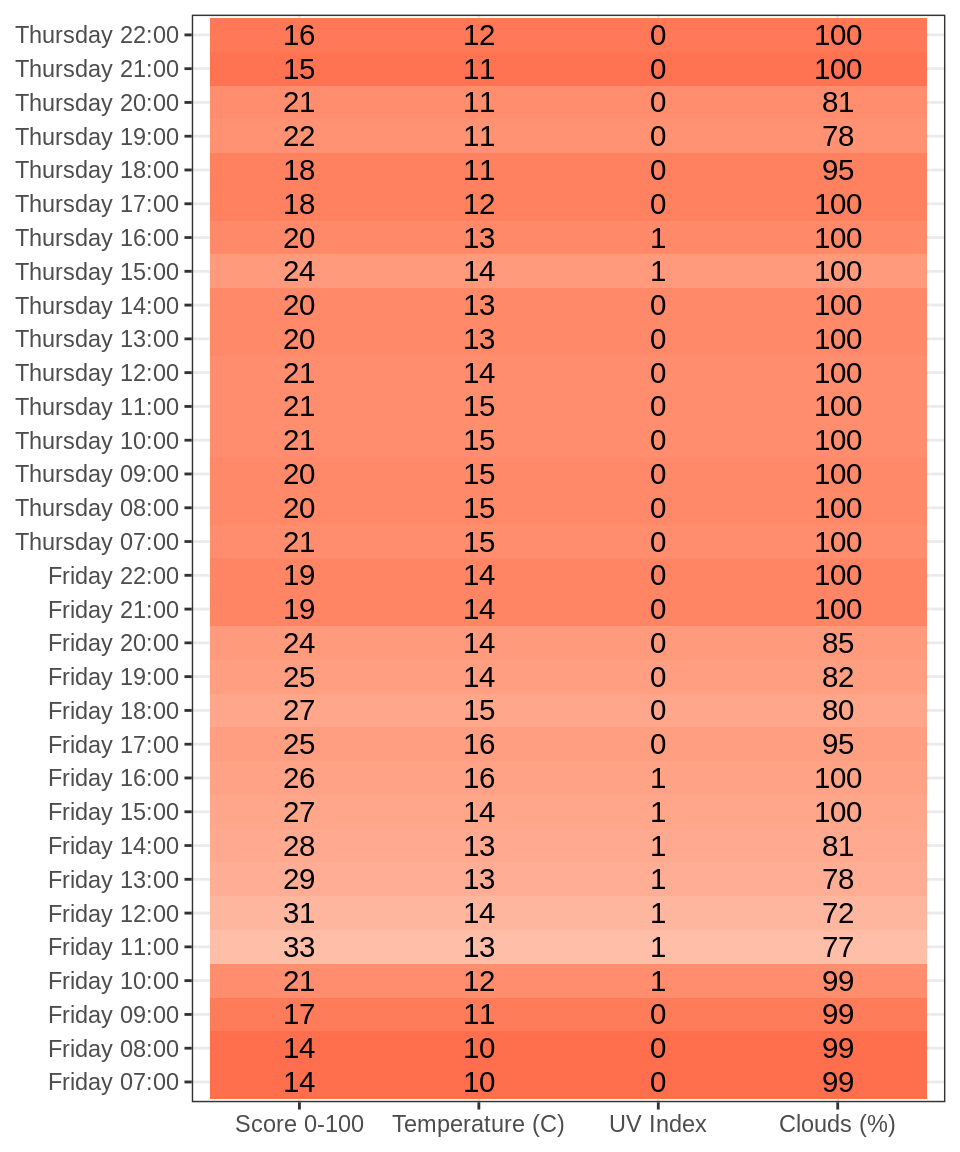 Thursday 22:00 16 12 0 100
Thursday 21:00 15 11 0 100
Thursday 20:00 21 11 0 81
Thursday 19:00 22 11 0 78
Thursday 18:00 18 11 0 95
Thursday 17:00 18 12 0 100
Thursday 16:00 20 13 1 100
Thursday 15:00 24 14 1 100
Thursday 14:00 20 13 0 100
Thursday 13:00 20 13 0 100
Thursday 12:00 21 14 0 100
Thursday 11:00 21 15 0 100
Thursday 10:00 21 15 0 100
Thursday 09:00 20 15 0 100
Thursday 08:00 20 15 0 100
Thursday 07:00 21 15 0 100
Friday 22:00 19 14 0 100
Friday 21:00 19 14 0 100
Friday 20:00 24 14 0 85
Friday 19:00 25 14 0 82
Friday 18:00 27 15 0 80
Friday 17:00 25 16 0 95
Friday 16:00 26 16 1 100
Friday 15:00 27 14 1 100
Friday 14:00 28 13 1 81
Friday 13:00 29 13 1 78
Friday 12:00 31 14 1 72
Friday 11:00 33 13 1 77
Friday 10:00 21 12 1 99
Friday 09:00 17 11 0 99
Friday 08:00 14 10 0 99
Friday 07:00 14 10 0 99
Score 0-100 Temperature (C) UV Index Clouds (%)